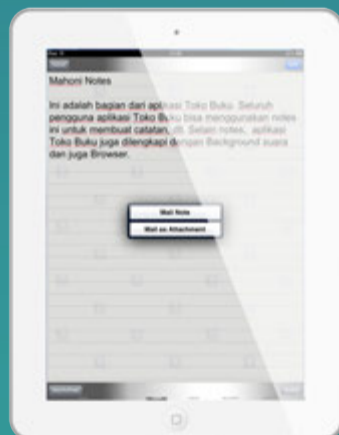 Mahoni Notes
Ini adalah bagian dari aplikasi Toko Buku. Seluruh
pengguna aplikasi Toko Buku bisa menggunakan notes
ini untuk membuat catatan, dll. Selain notes, aplikasi
Toko Buku juga dilengkapi dengan Background suara
dan juga Browser.
Mail Note
Mail as Attachment